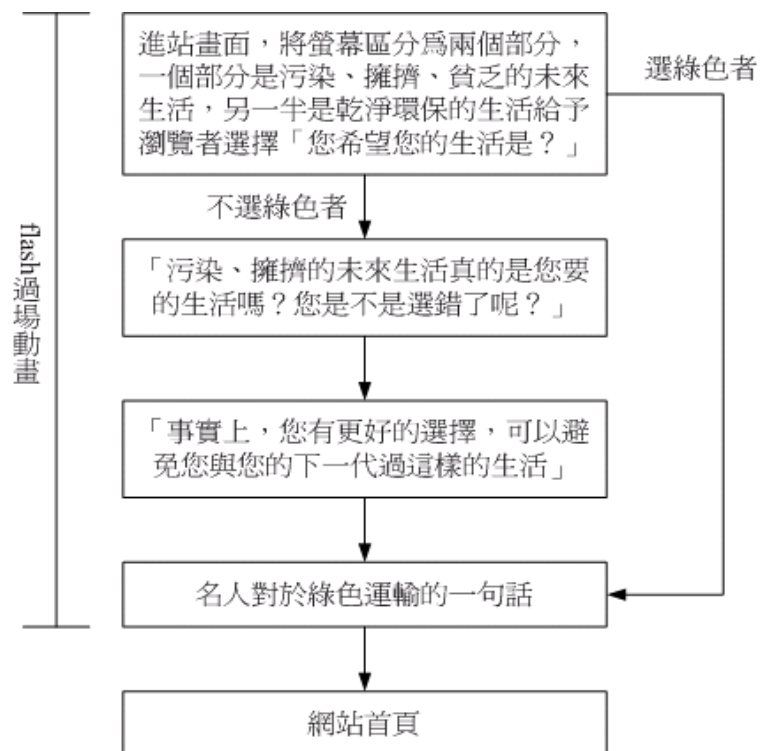 進站畫面，將螢幕區分為兩個部分，
一個部分是污染、擁擠、貧乏的未來
生活，另一半是乾淨環保的生活給予
瀏覽者選擇「您希望您的生活是？」
選綠色者
不選綠色者
「污染、擁擠的未來生活真的是您要
的生活嗎？您是不是選錯了呢？」
flash過場動畫
「事實上，您有更好的選擇，可以避
免您與您的下一代過這樣的生活」
名人對於綠色運輸的一句話
網站首頁